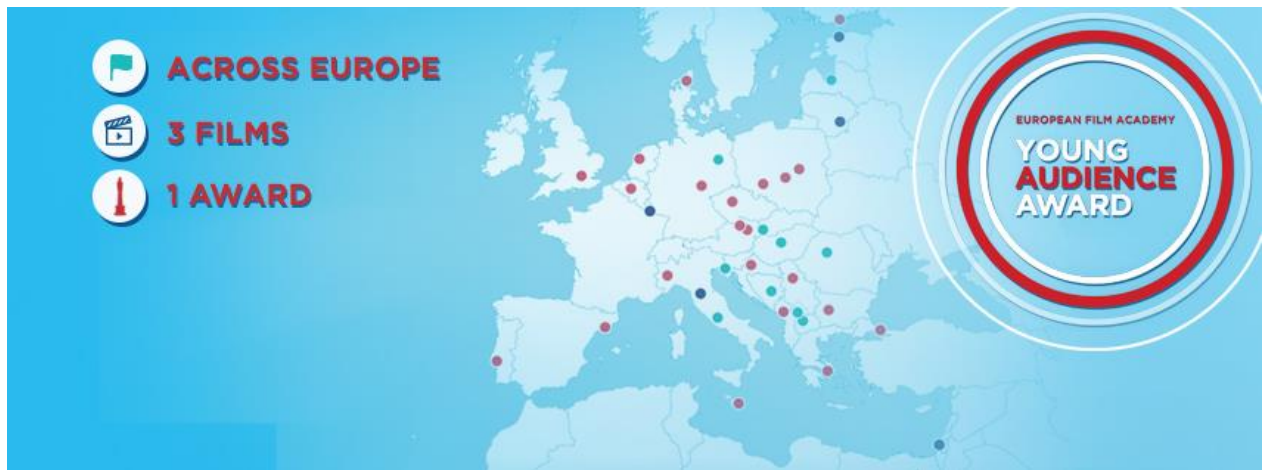 ACROSS EUROPE
3 FILMS
1 AWARD
EUROPEAN FILM ACADEMY
YOUNG
AUDIENCE
AWARD